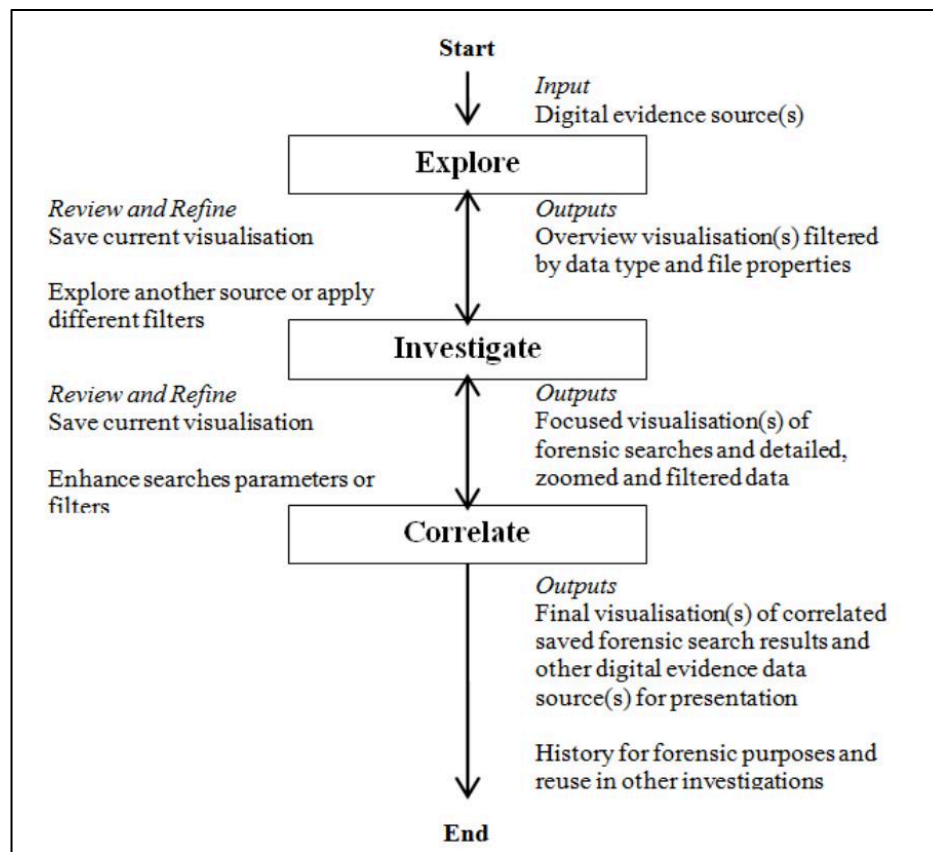 Start
Input
Digital evidence source(s)
Explore
Review and Refine
Save current visualisation
Explore another source or apply
different filters
Outputs
Overview visualisation(s) filtered
by data type and file properties
Investigate
Review and Refine
Save current visualisation
Enhance searches parameters or
filters
Outputs
Focused visualisation(s) of
forensic searches and detailed,
zoomed and filtered data
Correlate
Outputs
Final visualisation(s) of correlated
saved forensic search results and
other digital evidence data
source(s) for presentation
History for forensic purposes and
reuse in other investigations
End